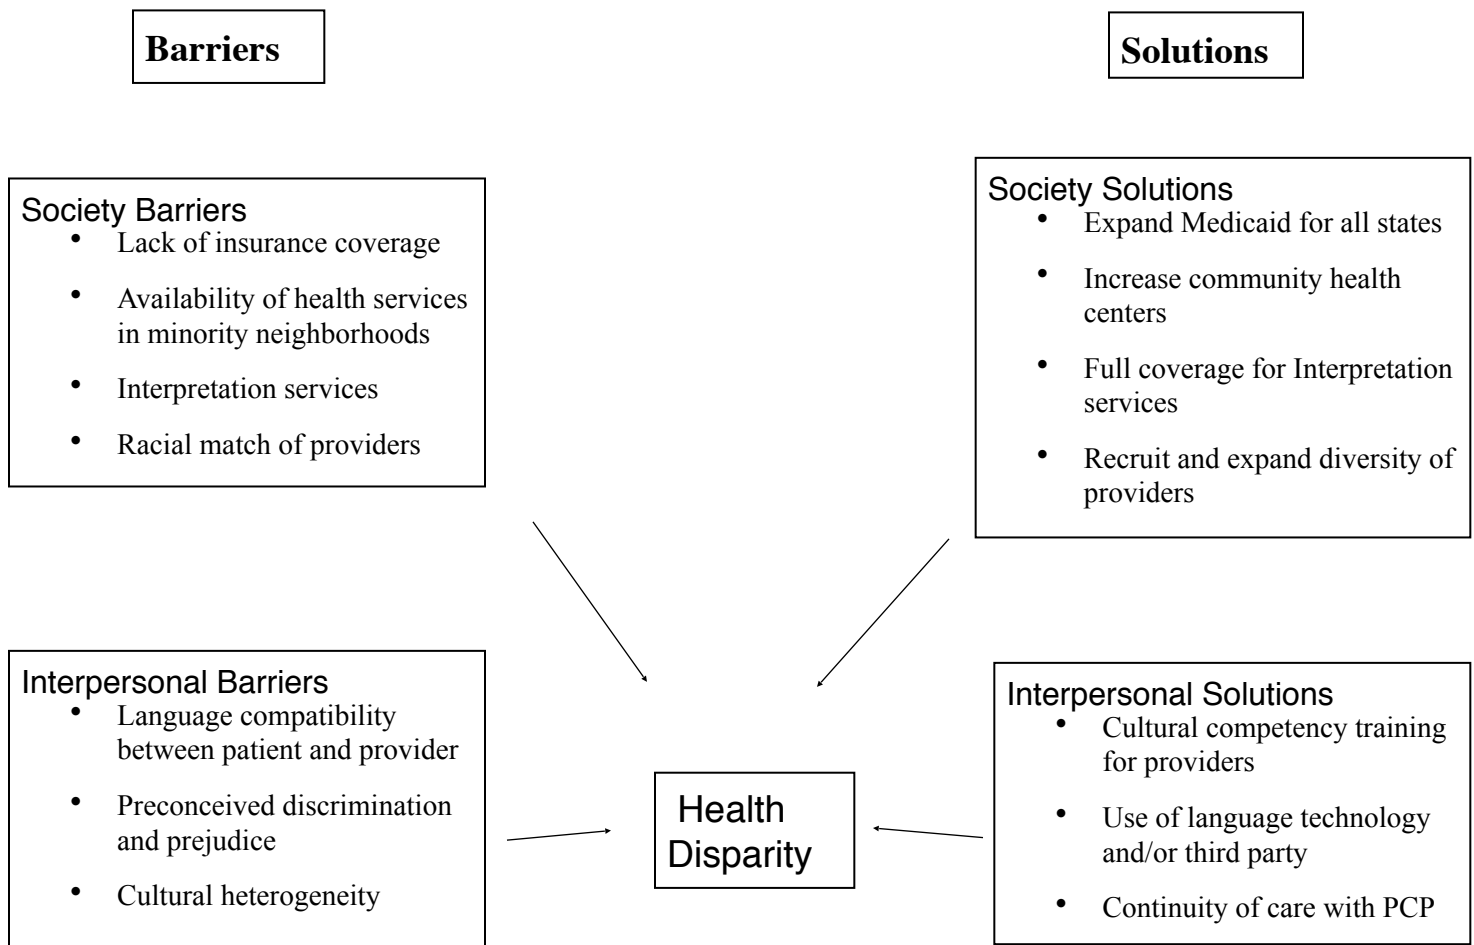 Barriers
Solutions
Society Barriers
• Lack of insurance coverage
• Availability of health services
in minority neighborhoods
• Interpretation services
• Racial match of providers
Society Solutions
• Expand Medicaid for all states
• Increase community health
centers
• Full coverage for Interpretation
services
• Recruit and expand diversity of
providers
Interpersonal Barriers
• Language compatibility
between patient and provider
• Preconceived discrimination
and prejudice
• Cultural heterogeneity
Health
Disparity
Interpersonal Solutions
• Cultural competency training
for providers
• Use of language technology
and/or third party
• Continuity of care with PCP